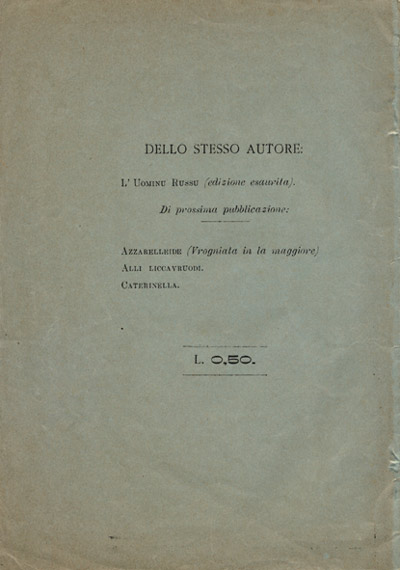 DELLO STESSO AUTORE:
L' UOMINU RUSSU (edizione esaurita).
Di prossima pubblicazione:
AZZARELLEIDE (Vrogniata in la maggiore)
ALLI LICCAVRUODI.
CATERINELLA.
L. 0,50.